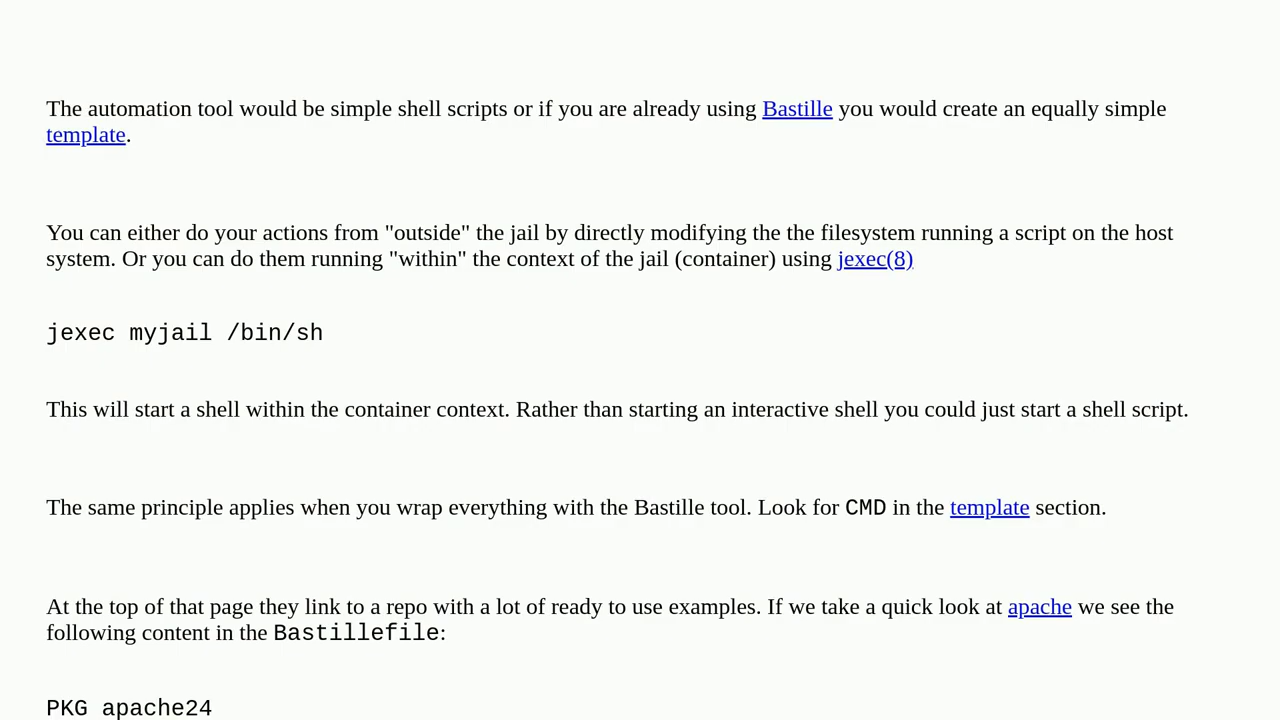 The automation tool would be simple shell scripts or if you are already using Bastille you would create an equally simple
template.
You can either do your actions from "outside" the jail by directly modifying the the filesystem running a script on the host
system. Or you can do them running "within" the context of the jail (container) using jexec(8)
jexec myjail /bin/sh
This will start a shell within the container context. Rather than starting an interactive shell you could just start a shell script.
The same principle applies when you wrap everything with the Bastille tool. Look for CMD in the template section.
At the top of that page they link to a repo with a lot of ready to use examples. If we take a quick look at apache we see the
following content in the Bastillefile:
PKG apache24